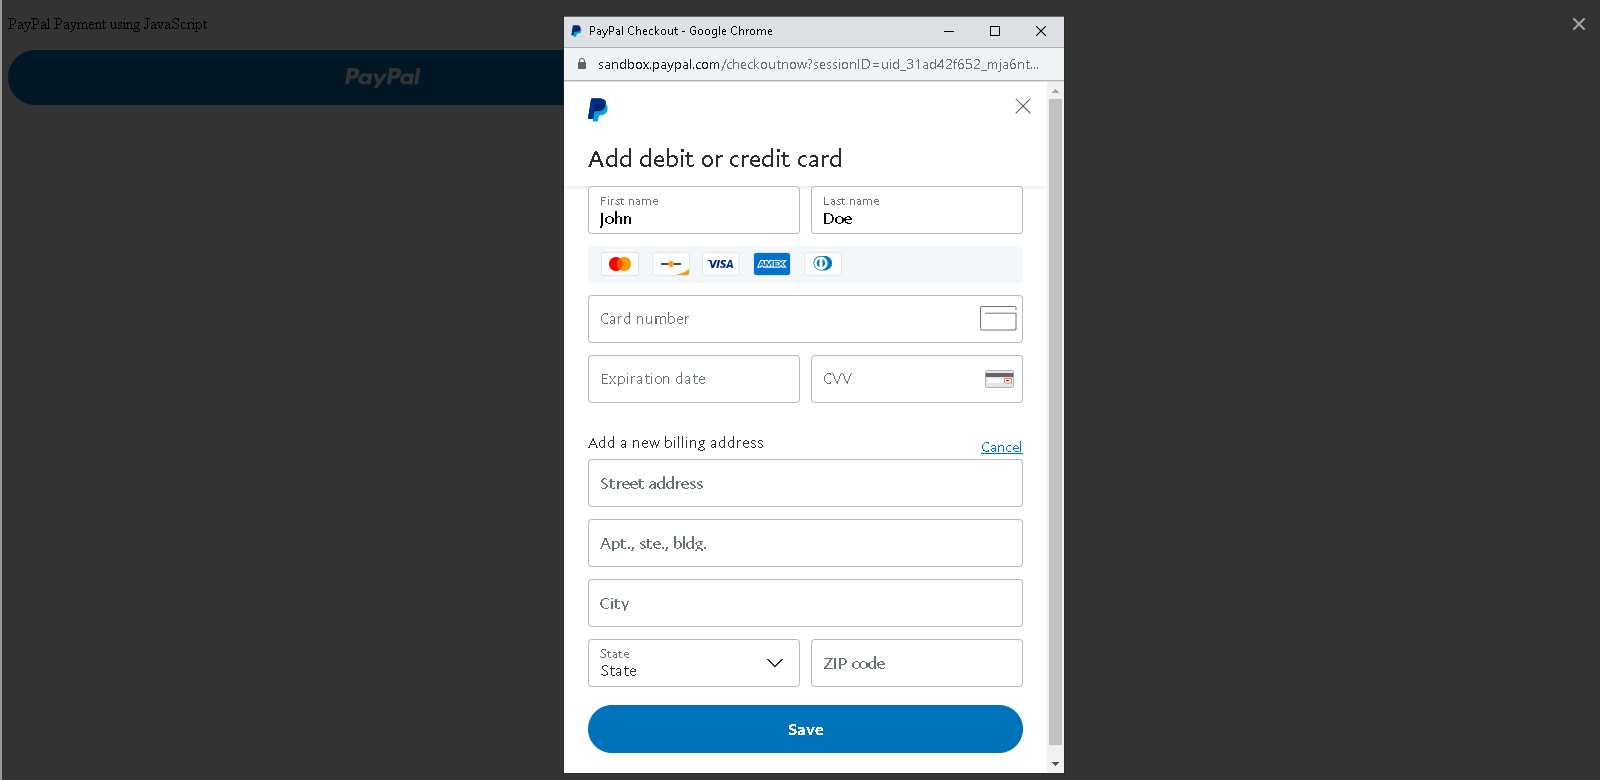 PayPal Payment using JavaScript
PayPal
PayPal Checkout - Google Chrome
sandbox.paypal.com/checkoutnow?sessionID=uid_31ad42f652_mja6nt...
Add debit or credit card
First name
John
Last name
Doe
VISA
AMEX
Card number
Expiration date
CVV
Add a new billing address
Cancel
Street address
Apt., ste., bldg.
City
State
State
ZIP code
Save